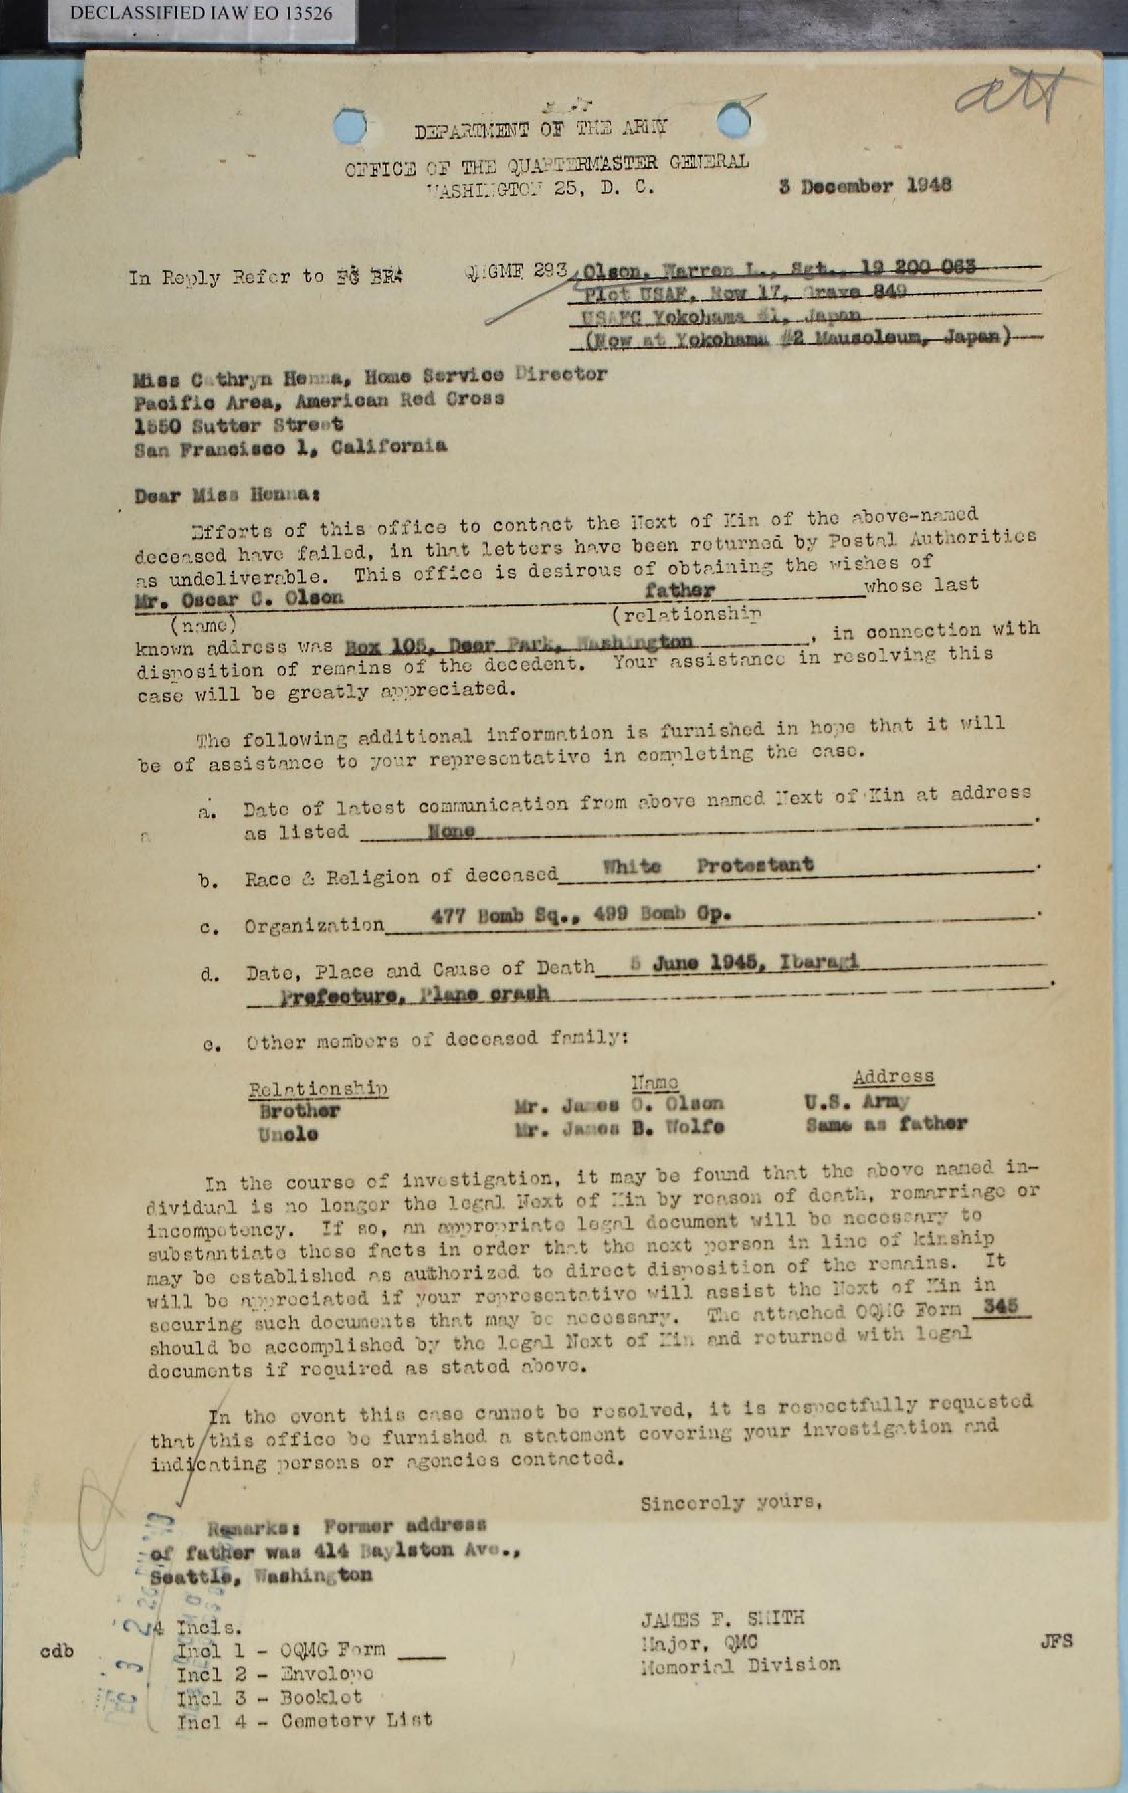 DECLASSIFIED IAW EO 13526
att
DEPARTMENT OF THE ARMY
OFFICE OF THE QUARTERMASTER GENERAL
WASHINGTON 25, D. C.
3 December 1948
In Reply Refer to QMGMF 293 Olson, Warren L., Sgt., 19 200 063
Plot USAF, Row 17, Grave 849
USAFC Yokohama #1, Japan
(Now at Yokohama #2 Mausoleum, Japan)
Miss Cathryn Henna, Home Service Director
Pacific Area, American Red Cross
1550 Sutter Street
San Francisco 1, California
Dear Miss Henna:
Efforts of this office to contact the Next of Kin of the above-named
deceased have failed, in that letters have been returned by Postal Authorities
as undeliverable. This office is desirous of obtaining the wishes of
Mr. Oscar C. Olson father whose last
(name) (relationship
known address was Box 105, Deer Park, Washington, in connection with
disposition of remains of the decedent. Your assistance in resolving this
case will be greatly appreciated.
The following additional information is furnished in hope that it will
be of assistance to your representative in completing the case.
a. Date of latest communication from above named Next of Kin at address
as listed None.
b. Race & Religion of deceased White Protestant.
c. Organization 477 Bomb Sq., 499 Bomb Gp.
d. Date, Place and Cause of Death 5 June 1945, Ibaragi
Prefecture, Plane crash.
e. Other members of deceased family:
Relationship Name Address
Brother Mr. James O. Olson U.S. Army
Uncle Mr. James B. Wolfe Same as father
In the course of investigation, it may be found that the above named in-
dividual is no longer the legal Next of Kin by reason of death, remarriage or
incompetency. If so, an appropriate legal document will be necessary to
substantiate these facts in order that the next person in line of kinship
may be established as authorized to direct disposition of the remains. It
will be appreciated if your representative will assist the Next of Kin in
securing such documents that may be necessary. The attached OQMG Form 345
should be accomplished by the legal Next of Kin and returned with legal
documents if required as stated above.
In the event this case cannot be resolved, it is respectfully requested
that this office be furnished a statement covering your investigation and
indicating persons or agencies contacted.
Sincerely yours,
Remarks: Former address
of father was 414 Baylston Ave.,
Seattle, Washington
4 Incls.
Incl 1 - OQMG Form ____
Incl 2 - Envelope
Incl 3 - Booklet
Incl 4 - Cemetery List
JAMES F. SMITH
Major, QMC
Memorial Division
cdb
JFS
DEC 3 2